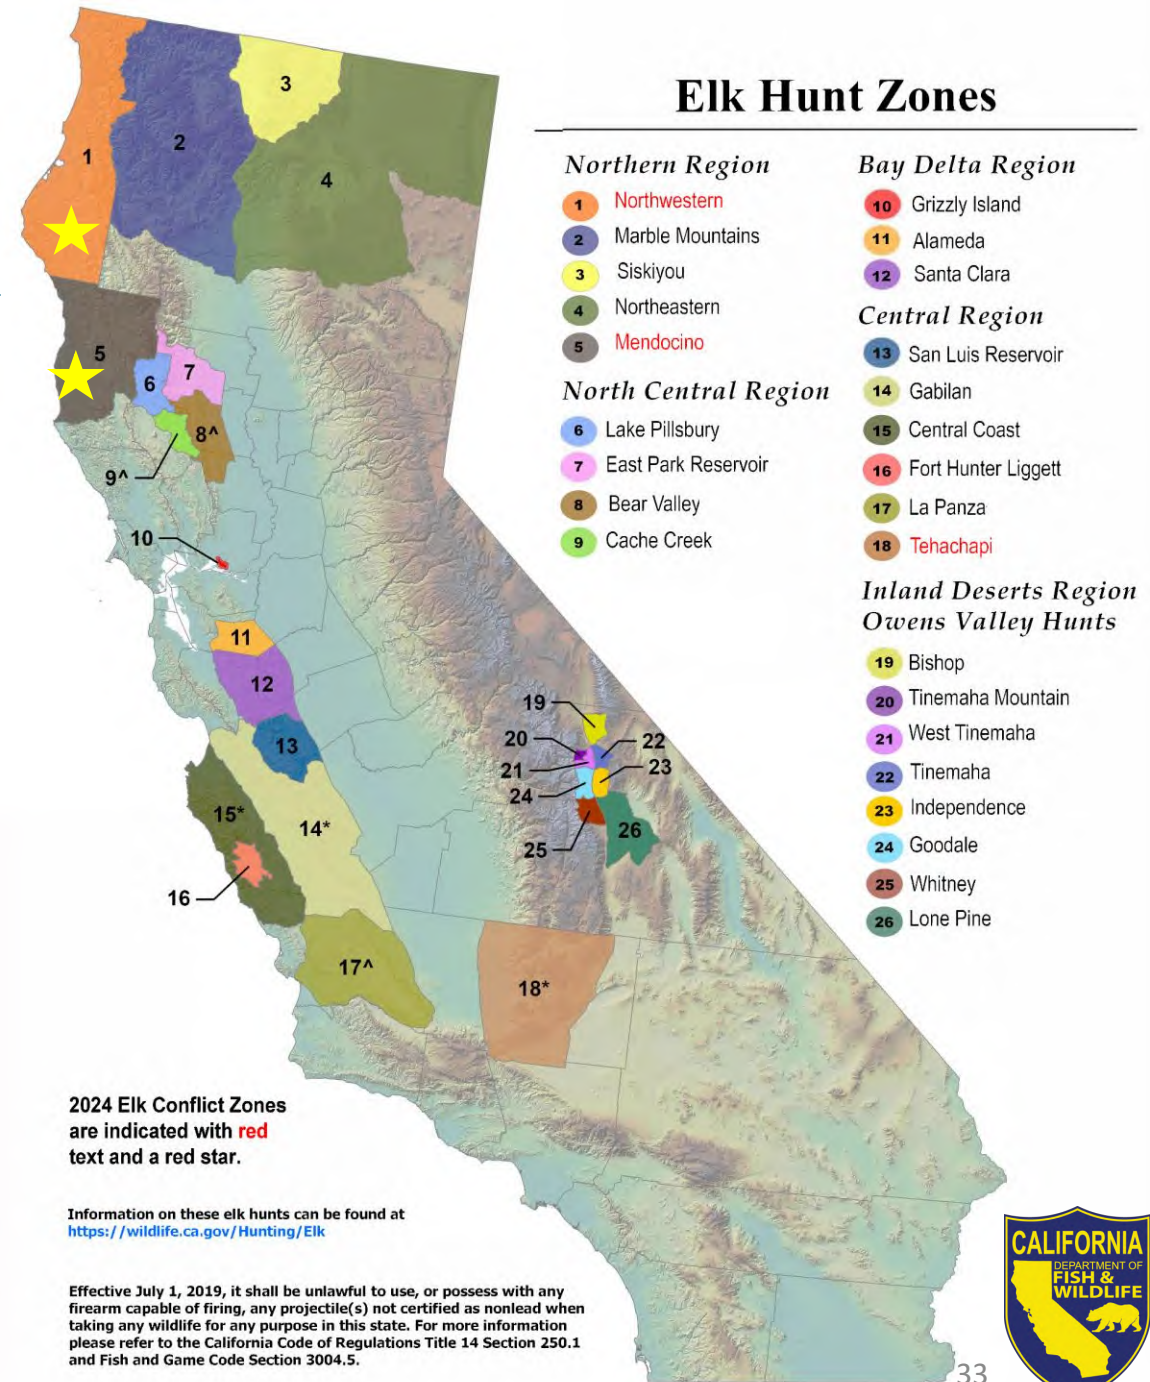 Elk Hunt Zones
Northern Region
1 Northwestern
2 Marble Mountains
3 Siskiyou
4 Northeastern
5 Mendocino
North Central Region
6 Lake Pillsbury
7 East Park Reservoir
8 Bear Valley
9 Cache Creek
Bay Delta Region
10 Grizzly Island
11 Alameda
12 Santa Clara
Central Region
13 San Luis Reservoir
14 Gabilan
15 Central Coast
16 Fort Hunter Liggett
17 La Panza
18 Tehachapi
Inland Deserts Region
Owens Valley Hunts
19 Bishop
20 Tinemaha Mountain
21 West Tinemaha
22 Tinemaha
23 Independence
24 Goodale
25 Whitney
26 Lone Pine
1
2
3
4
5
6
7
8^
9^
10
11
12
13
14*
15*
16
17^
18*
19
20
21
22
23
24
25
26
2024 Elk Conflict Zones
are indicated with red
text and a red star.
Information on these elk hunts can be found at
https://wildlife.ca.gov/Hunting/Elk
Effective July 1, 2019, it shall be unlawful to use, or possess with any
firearm capable of firing, any projectile(s) not certified as nonlead when
taking any wildlife for any purpose in this state. For more information
please refer to the California Code of Regulations Title 14 Section 250.1
and Fish and Game Code Section 3004.5.
CALIFORNIA
DEPARTMENT OF
FISH &
WILDLIFE
33